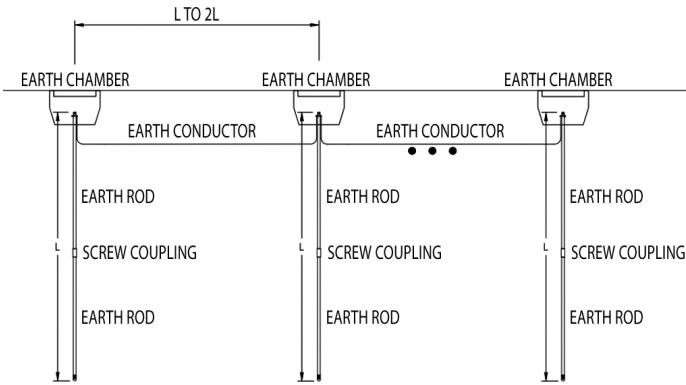 L TO 2L
EARTH CHAMBER EARTH CHAMBER EARTH CHAMBER
EARTH CONDUCTOR EARTH CONDUCTOR
EARTH ROD EARTH ROD EARTH ROD
L SCREW COUPLING L SCREW COUPLING L SCREW COUPLING
EARTH ROD EARTH ROD EARTH ROD